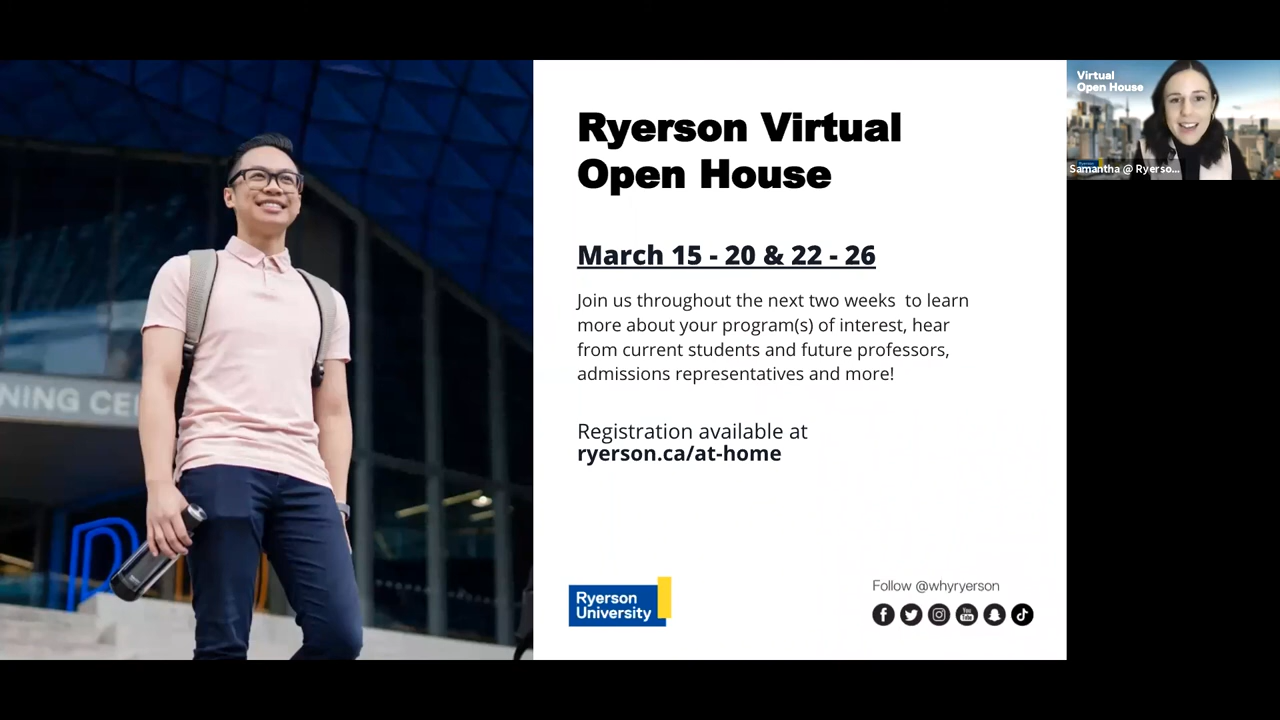 Ryerson Virtual
Open House
March 15 - 20 & 22 - 26
Join us throughout the next two weeks to learn
more about your program(s) of interest, hear
from current students and future professors,
admissions representatives and more!
Registration available at
ryerson.ca/at-home
Ryerson
University
Follow @whyryerson
You
Tube
NING CE
Virtual
Open House
Samantha @ Ryerso...